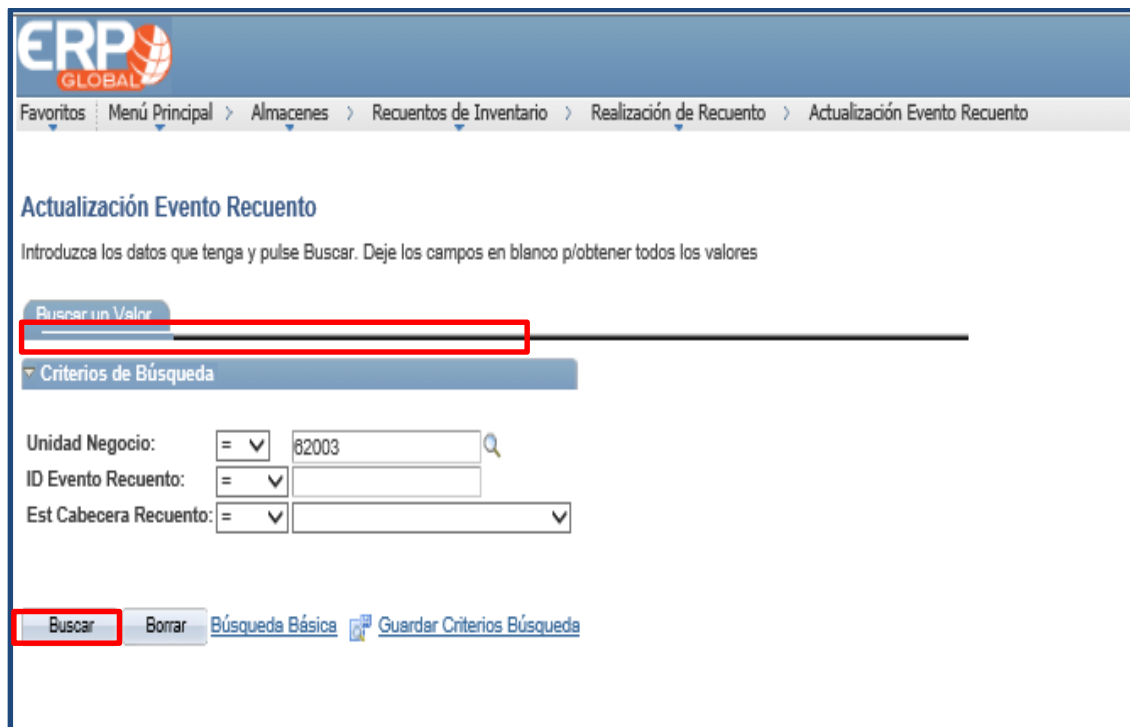 ERP
GLOBAL
Favoritos Menú Principal > Almacenes > Recuentos de Inventario > Realización de Recuento > Actualización Evento Recuento
Actualización Evento Recuento
Introduzca los datos que tenga y pulse Buscar. Deje los campos en blanco p/obtener todos los valores
Buscar un Valor
Criterios de Búsqueda
Unidad Negocio: = 62003
ID Evento Recuento: =
Est Cabecera Recuento: =
Buscar Borrar Búsqueda Básica Guardar Criterios Búsqueda